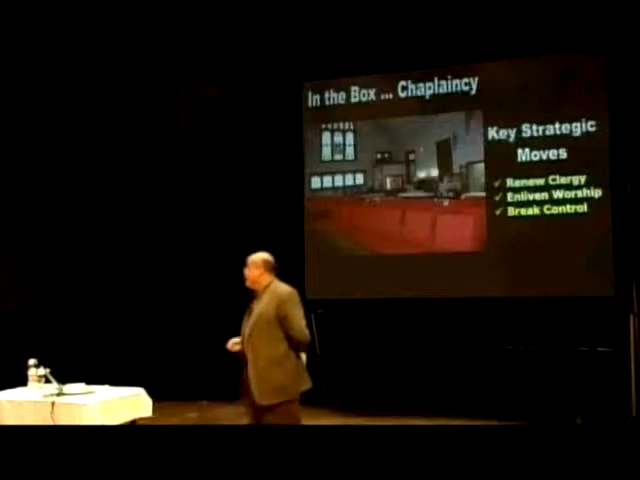 In the Box ... Chaplaincy
Key Strategic
Moves
✓ Renew Clergy
✓ Enliven Worship
✓ Break Control